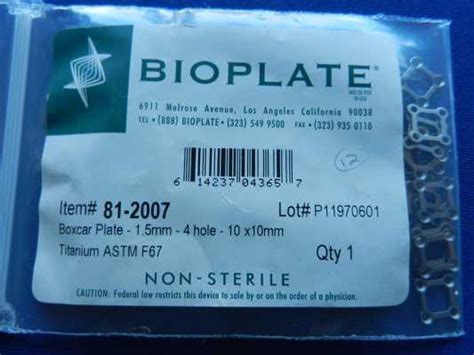 BIOPLATE®
6911 Melrose Avenue, Los Angeles California 90038
TEL • (888) BIOPLATE • (323) 549 9500 FAX • (323) 935 0110
12
6 14237 04365 7
Item# 81-2007
Lot# P11970601
Boxcar Plate - 1.5mm - 4 hole - 10 x 10mm
Titanium ASTM F67
Qty 1
NON-STERILE
CAUTION: Federal law restricts this device to sale by or on the order of a physician.